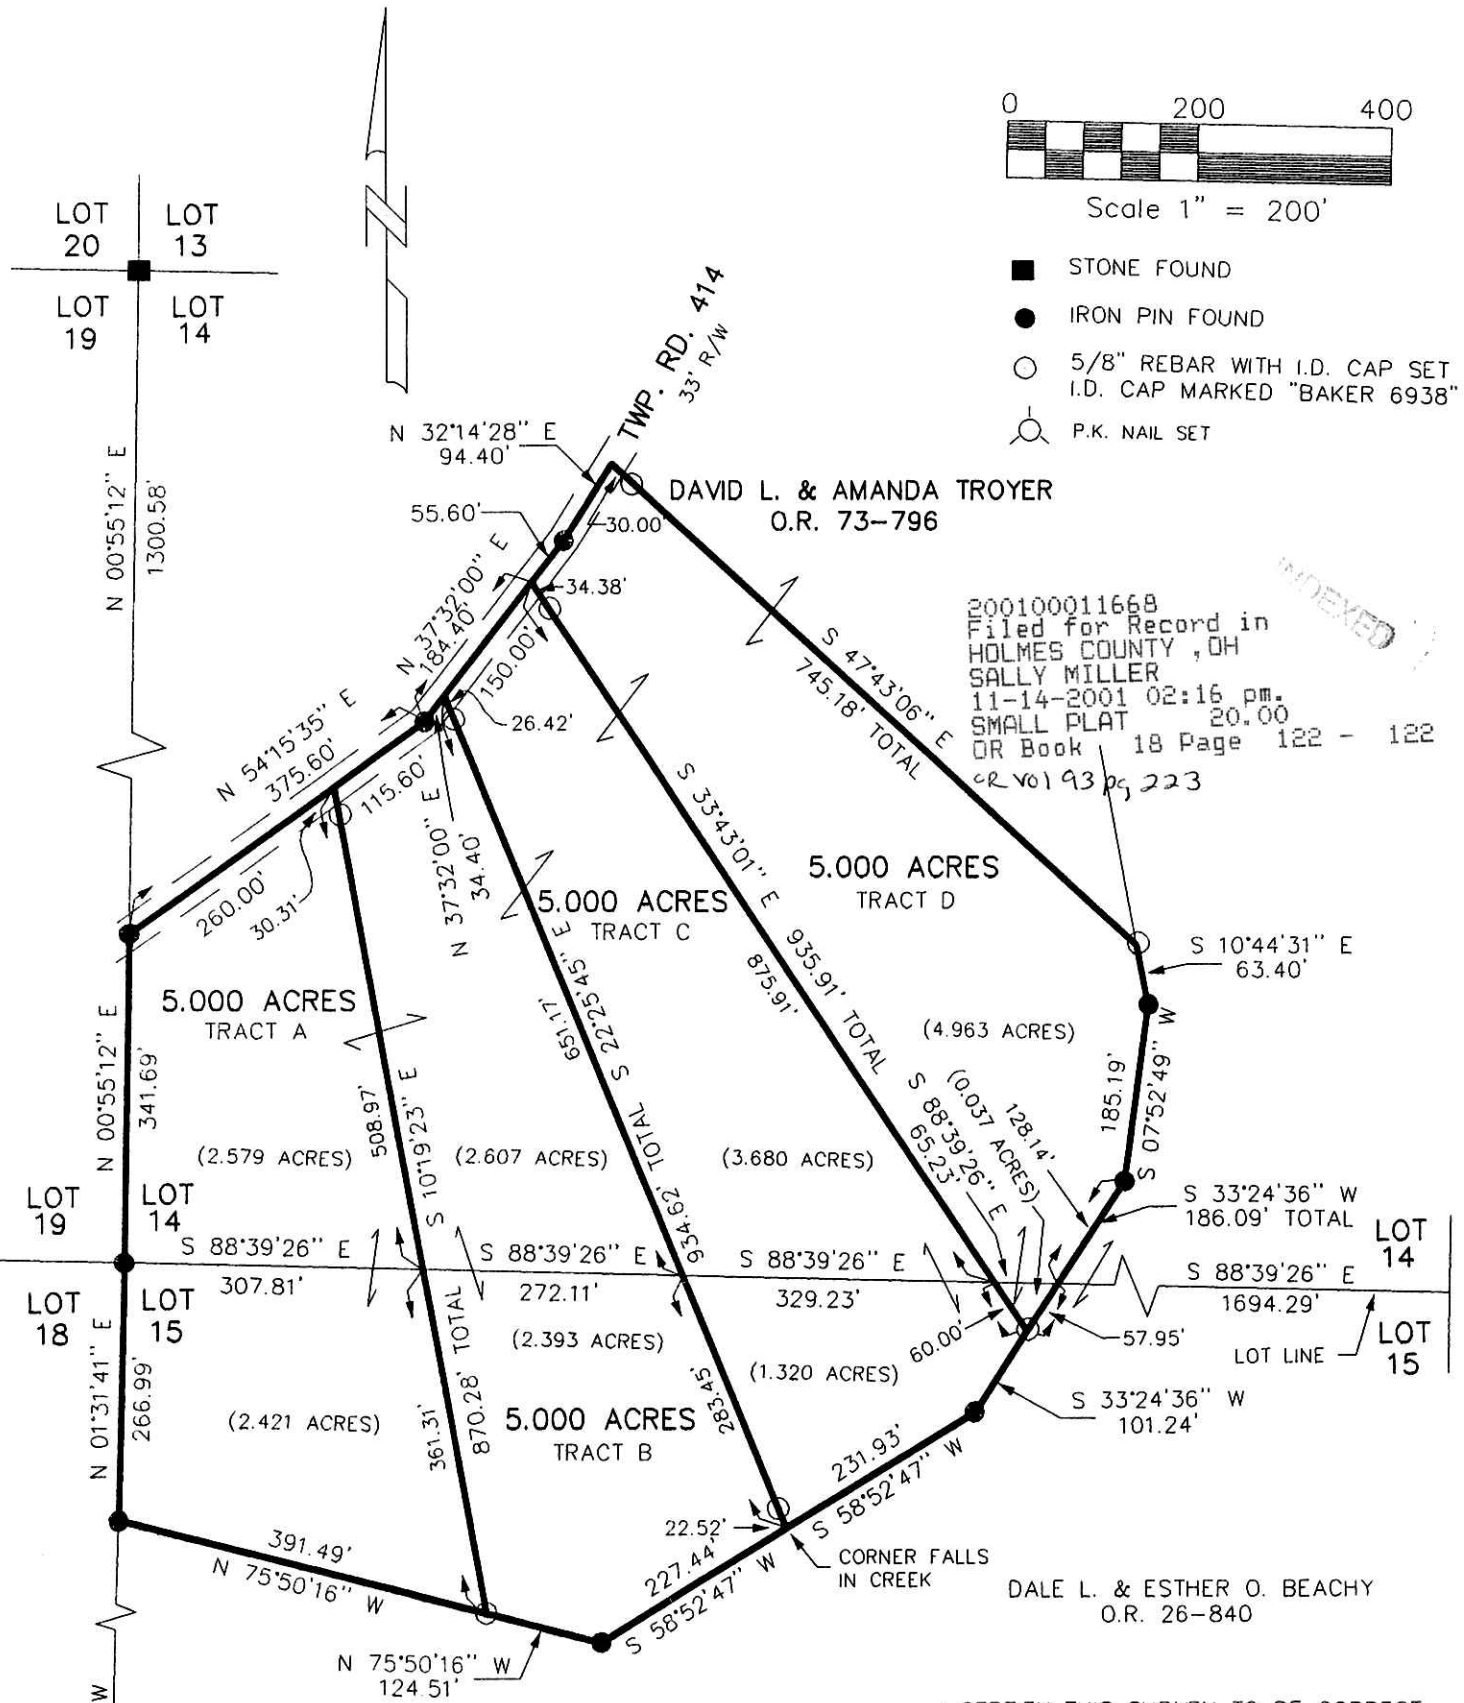 0 200 400
Scale 1" = 200'
STONE FOUND
IRON PIN FOUND
5/8" REBAR WITH I.D. CAP SET
I.D. CAP MARKED "BAKER 6938"
P.K. NAIL SET
LOT
20
LOT
13
LOT
19
LOT
14
N 00°55'12" E
1300.58'
TWP. RD. 414
33' R/W
N 32°14'28" E
94.40'
55.60'
30.00'
34.38'
DAVID L. & AMANDA TROYER
O.R. 73-796
INDEXED
200100011668
Filed for Record in
HOLMES COUNTY ,OH
SALLY MILLER
11-14-2001 02:16 pm.
SMALL PLAT 20.00
OR Book 18 Page 122 - 122
OR Vol 93 pg 223
N 37°32'00" E
184.40'
150.00'
26.42'
N 54°15'35" E
375.60'
115.60'
260.00'
30.31'
N 37°32'00" E
34.40'
S 47°43'06" E
745.18' TOTAL
S 33°43'01" E 935.91' TOTAL
875.91'
5.000 ACRES
TRACT D
5.000 ACRES
TRACT C
5.000 ACRES
TRACT A
S 10°44'31" E
63.40'
(4.963 ACRES)
185.19'
S 07°52'49" W
N 00°55'12" E
341.69'
508.97'
S 10°19'23" E
870.28' TOTAL
651.17'
934.62' TOTAL S 22°25'45" E
(2.579 ACRES)
(2.607 ACRES)
(3.680 ACRES)
S 88°39'26" E
65.23'
(0.037 ACRES)
128.14'
S 33°24'36" W
186.09' TOTAL
LOT
19
LOT
14
LOT
14
S 88°39'26" E
307.81'
S 88°39'26" E
272.11'
S 88°39'26" E
329.23'
S 88°39'26" E
1694.29'
LOT
18
LOT
15
LOT
15
LOT LINE
60.00'
57.95'
N 01°31'41" E
266.99'
(2.421 ACRES)
361.31'
(2.393 ACRES)
5.000 ACRES
TRACT B
283.45'
(1.320 ACRES)
S 33°24'36" W
101.24'
231.93'
S 58°52'47" W
22.52'
CORNER FALLS
IN CREEK
227.44'
S 58°52'47" W
391.49'
N 75°50'16" W
N 75°50'16" W
124.51'
DALE L. & ESTHER O. BEACHY
O.R. 26-840
W
THIS SURVEY TO BE CORRECT